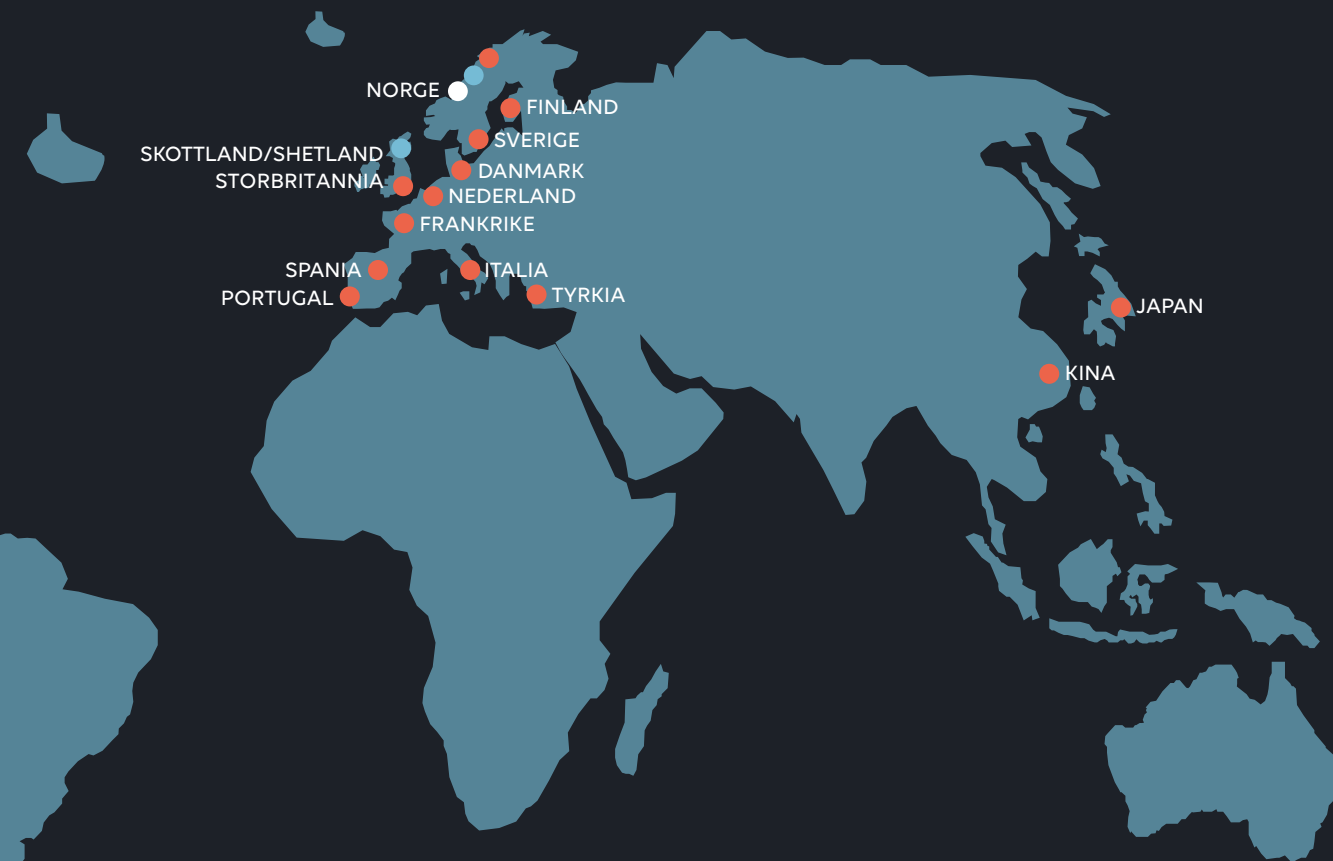 NORGE
FINLAND
SVERIGE
SKOTTLAND/SHETLAND
DANMARK
STORBRITANNIA
NEDERLAND
FRANKRIKE
SPANIA
ITALIA
PORTUGAL
TYRKIA
JAPAN
KINA